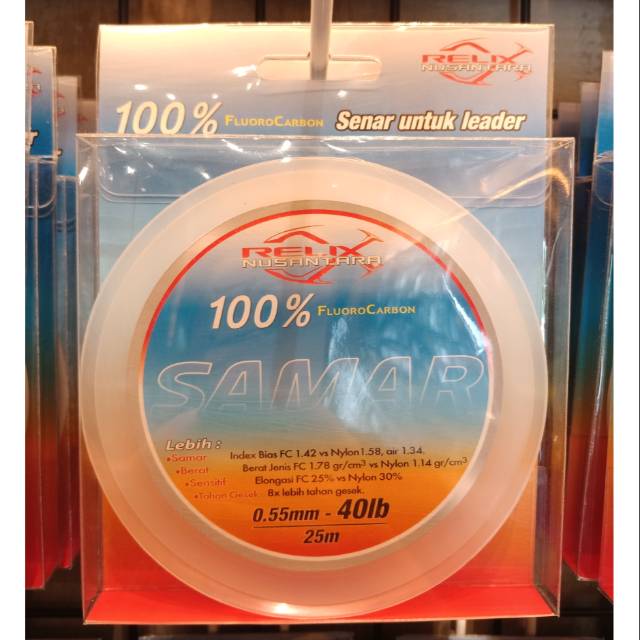 RELIX
NUSANTARA
100% FLUOROCARBON Senar untuk leader
RELIX
NUSANTARA
100% FLUOROCARBON
SAMAR
Lebih :
•Samar Index Bias FC 1.42 vs Nylon1.58, air 1.34.
•Berat Berat Jenis FC 1.78 gr/cm³ vs Nylon 1.14 gr/cm³
•Sensitif Elongasi FC 25% vs Nylon 30%
•Tahan Gesek 8x lebih tahan gesek.
0.55mm - 40lb
25m